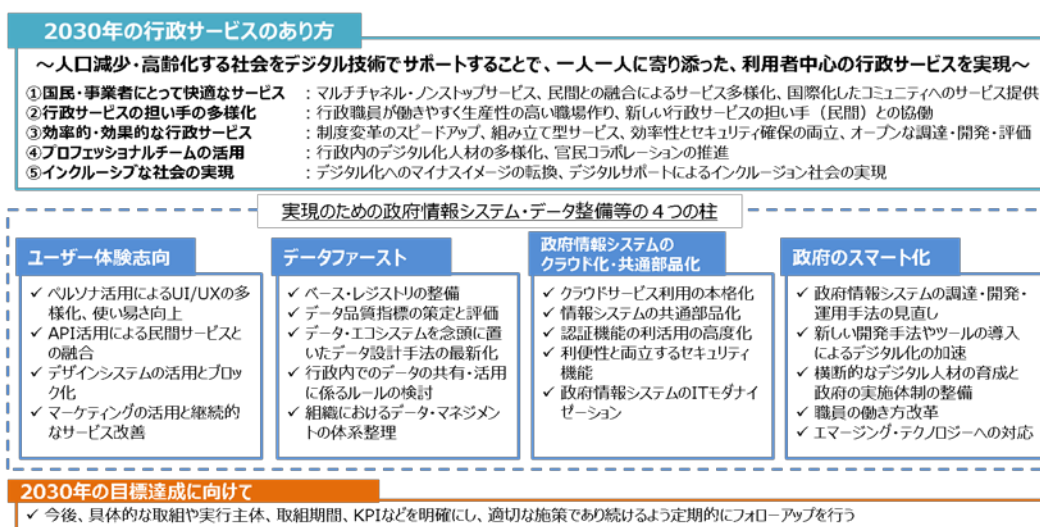 2030年の行政サービスのあり方
～人口減少・高齢化する社会をデジタル技術でサポートすることで、一人一人に寄り添った、利用者中心の行政サービスを実現～
①国民・事業者にとって快適なサービス ：マルチチャネル・ノンストップサービス、民間との融合によるサービス多様化、国際化したコミュニティへのサービス提供
②行政サービスの担い手の多様化 ：行政職員が働きやすく生産性の高い職場作り、新しい行政サービスの担い手（民間）との協働
③効率的・効果的な行政サービス ：制度変革のスピードアップ、組み立て型サービス、効率性とセキュリティ確保の両立、オープンな調達・開発・評価
④プロフェッショナルチームの活用 ：行政内のデジタル化人材の多様化、官民コラボレーションの推進
⑤インクルーシブな社会の実現 ：デジタル化へのマイナスイメージの転換、デジタルサポートによるインクルージョン社会の実現
実現のための政府情報システム・データ整備等の４つの柱
ユーザー体験志向
✓ ペルソナ活用によるUI/UXの多
様化、使い易さ向上
✓ API活用による民間サービスと
の融合
✓ デザインシステムの活用とブロッ
ク化
✓ マーケティングの活用と継続的
なサービス改善
データファースト
✓ ベース・レジストリの整備
✓ データ品質指標の策定と評価
✓ データ・エコシステムを念頭に置
いたデータ設計手法の最新化
✓ 行政内でのデータの共有・活用
に係るルールの検討
✓ 組織におけるデータ・マネジメン
トの体系整理
政府情報システムの
クラウド化・共通部品化
✓ クラウドサービス利用の本格化
✓ 情報システムの共通部品化
✓ 認証機能の利活用の高度化
✓ 利便性と両立するセキュリティ
機能
✓ 政府情報システムのITモダナイ
ゼーション
政府のスマート化
✓ 政府情報システムの調達・開発・
運用手法の見直し
✓ 新しい開発手法やツールの導入
によるデジタル化の加速
✓ 横断的なデジタル人材の育成と
政府の実施体制の整備
✓ 職員の働き方改革
✓ エマージング・テクノロジーへの対応
2030年の目標達成に向けて
✓ 今後、具体的な取組や実行主体、取組期間、KPIなどを明確にし、適切な施策であり続けるよう定期的にフォローアップを行う